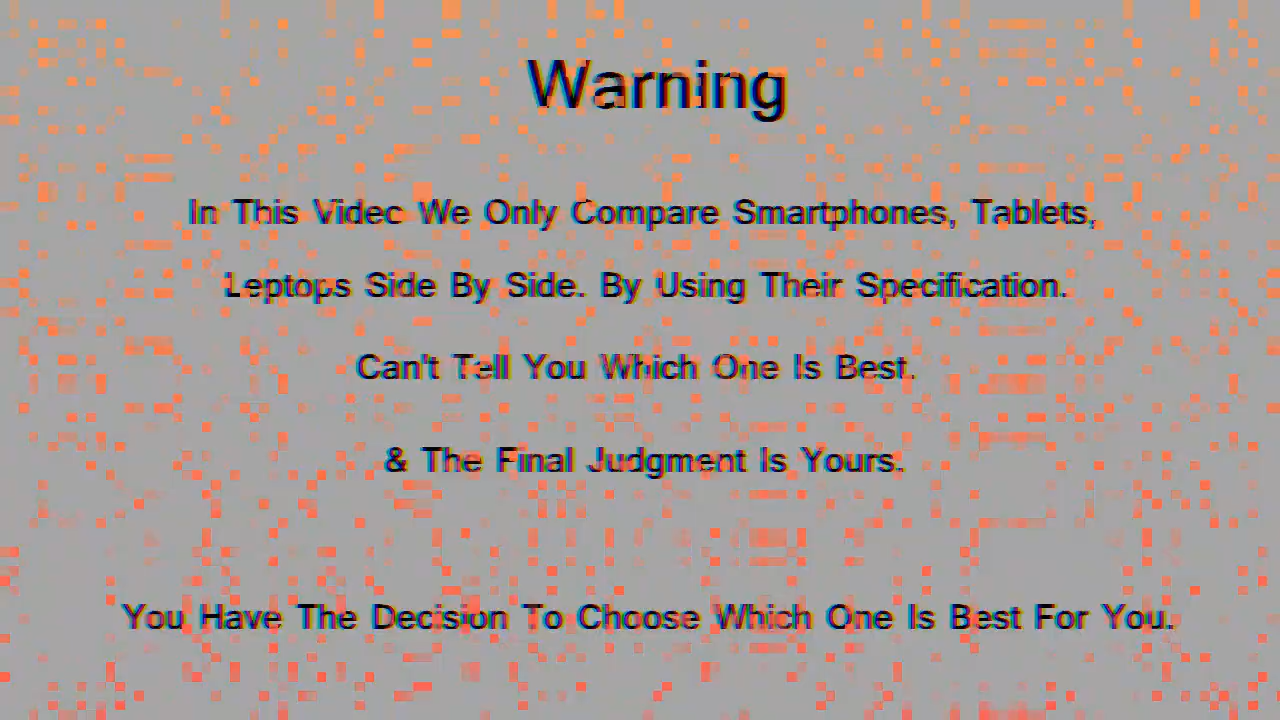 Warning
In This Video We Only Compare Smartphones, Tablets,
Leptops Side By Side. By Using Their Specification.
Can't Tell You Which One Is Best.
& The Final Judgment Is Yours.
You Have The Decision To Choose Which One Is Best For You.